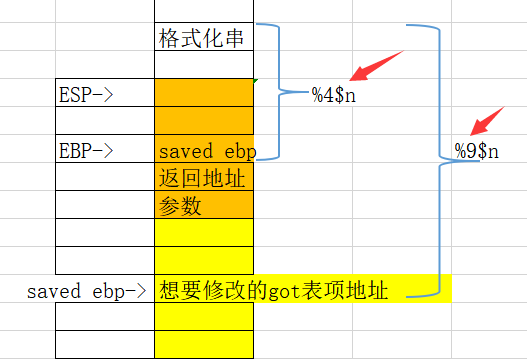 格式化串
ESP->
%4$n
EBP->
saved ebp
%9$n
返回地址
参数
saved ebp->
想要修改的got表项地址